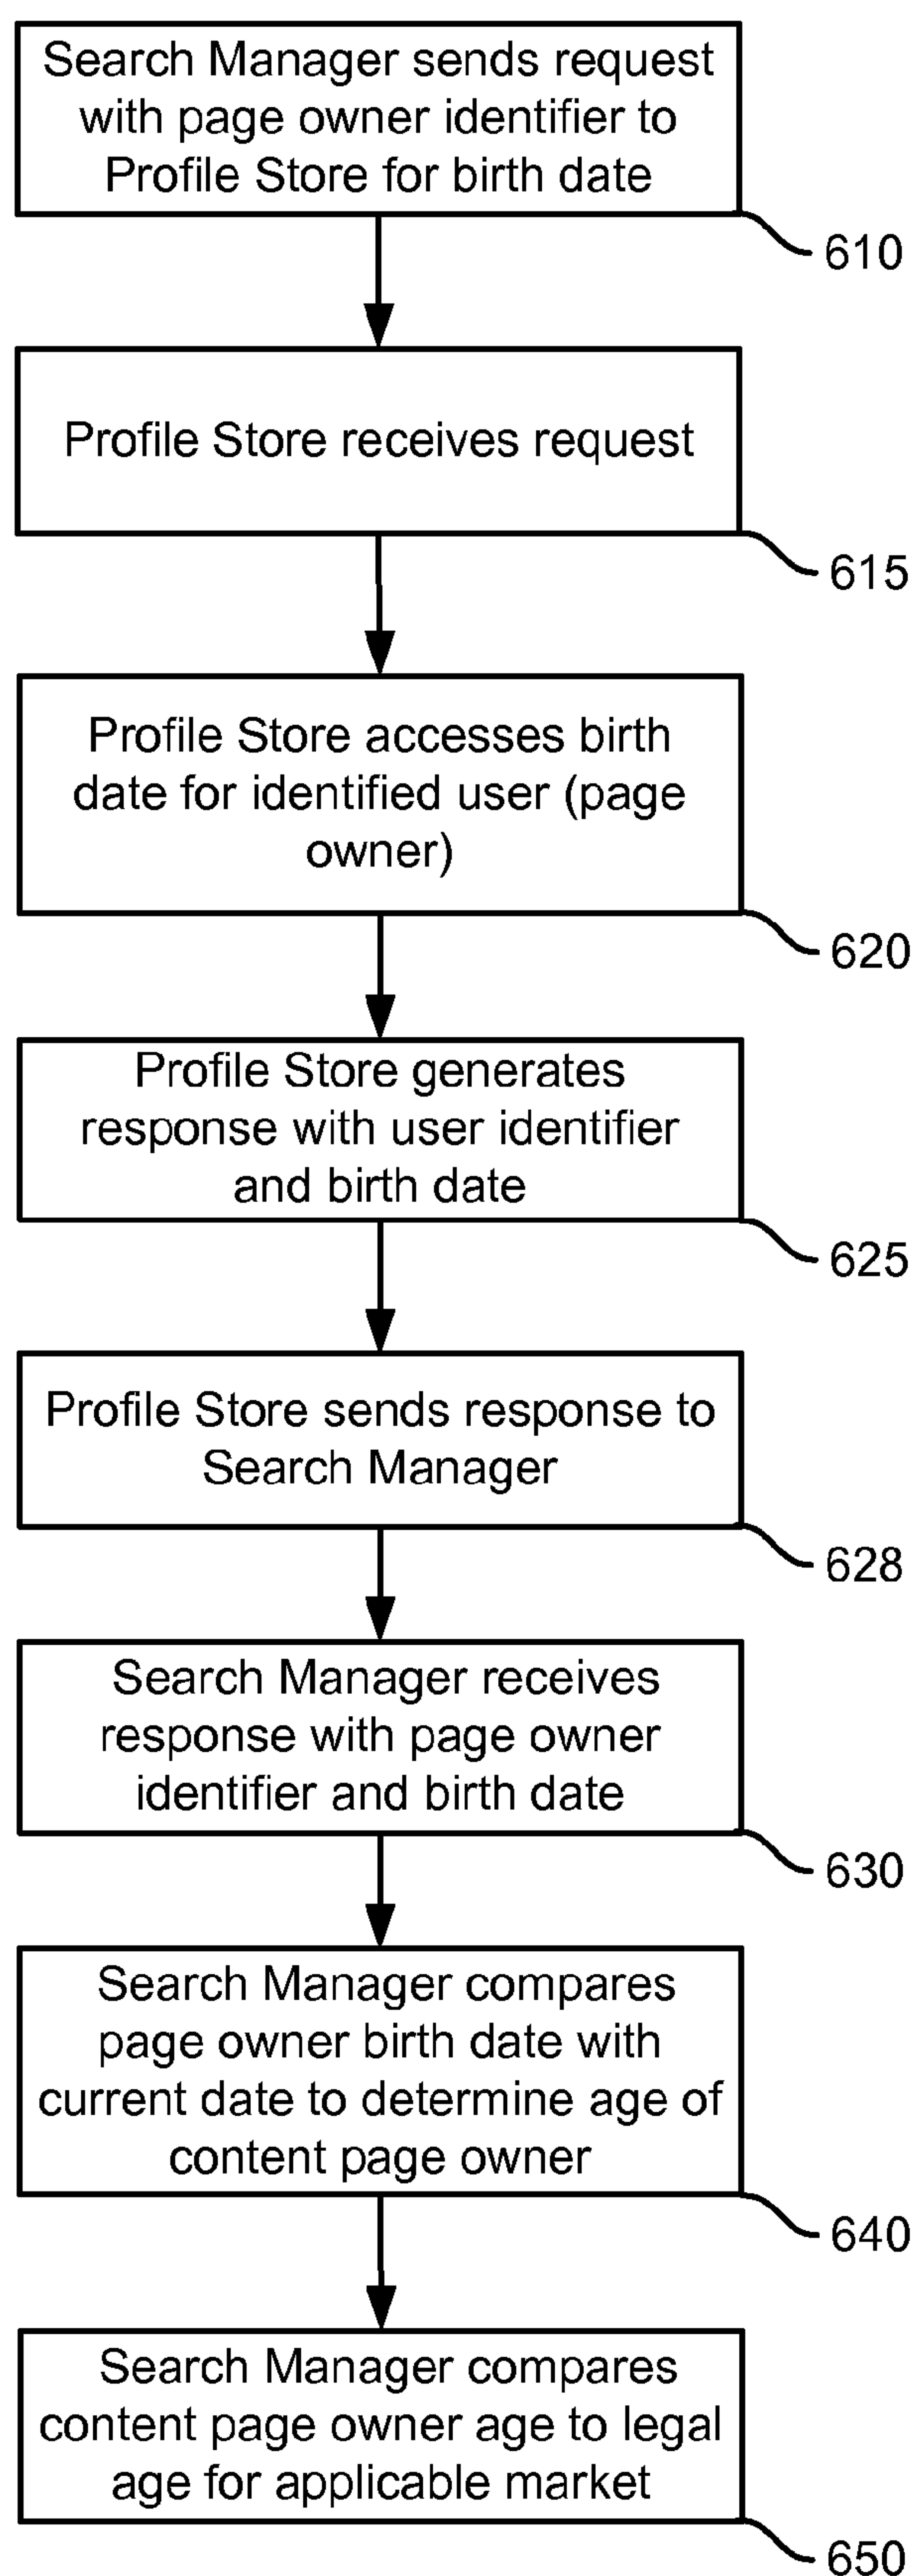 Search Manager sends request
with page owner identifier to
Profile Store for birth date
610
Profile Store receives request
615
Profile Store accesses birth
date for identified user (page
owner)
620
Profile Store generates
response with user identifier
and birth date
625
Profile Store sends response to
Search Manager
628
Search Manager receives
response with page owner
identifier and birth date
630
Search Manager compares
page owner birth date with
current date to determine age of
content page owner
640
Search Manager compares
content page owner age to legal
age for applicable market
650